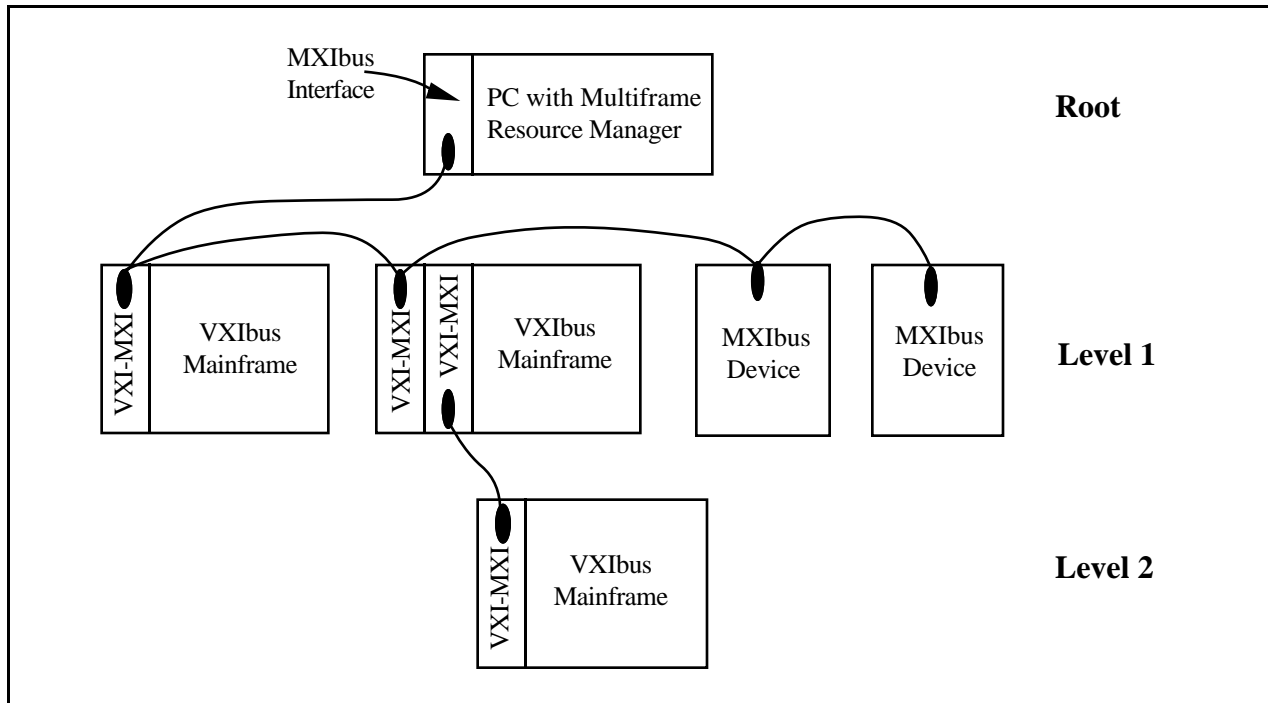 MXIbus
Interface
PC with Multiframe
Resource Manager
Root
VXI-MXI
VXIbus
Mainframe
VXI-MXI
VXI-MXI
VXIbus
Mainframe
MXIbus
Device
MXIbus
Device
Level 1
VXI-MXI
VXIbus
Mainframe
Level 2